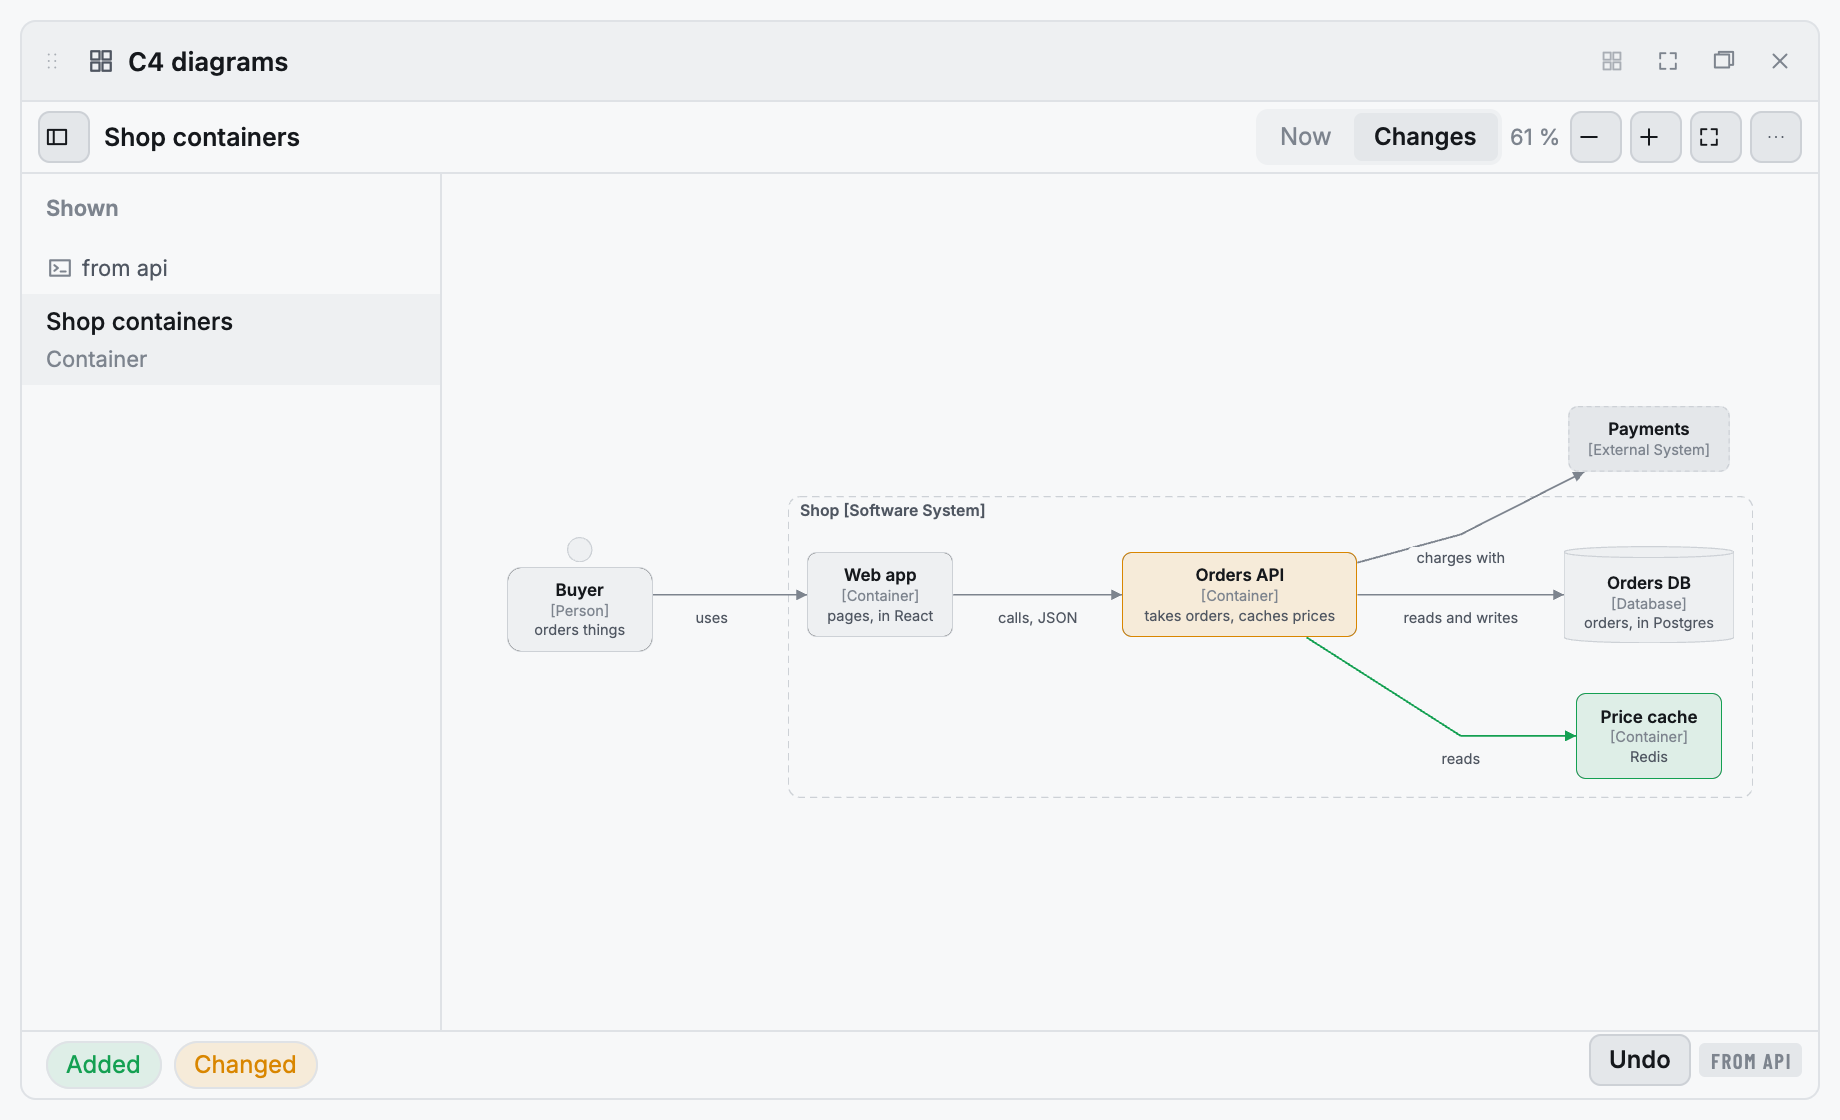 C4 diagrams
Shop containers
Now
Changes
61 %
Shown
from api
Shop containers
Container
Payments
[External System]
Shop [Software System]
charges with
Buyer
[Person]
orders things
uses
Web app
[Container]
pages, in React
calls, JSON
Orders API
[Container]
takes orders, caches prices
reads and writes
Orders DB
[Database]
orders, in Postgres
reads
Price cache
[Container]
Redis
Added
Changed
Undo
FROM API